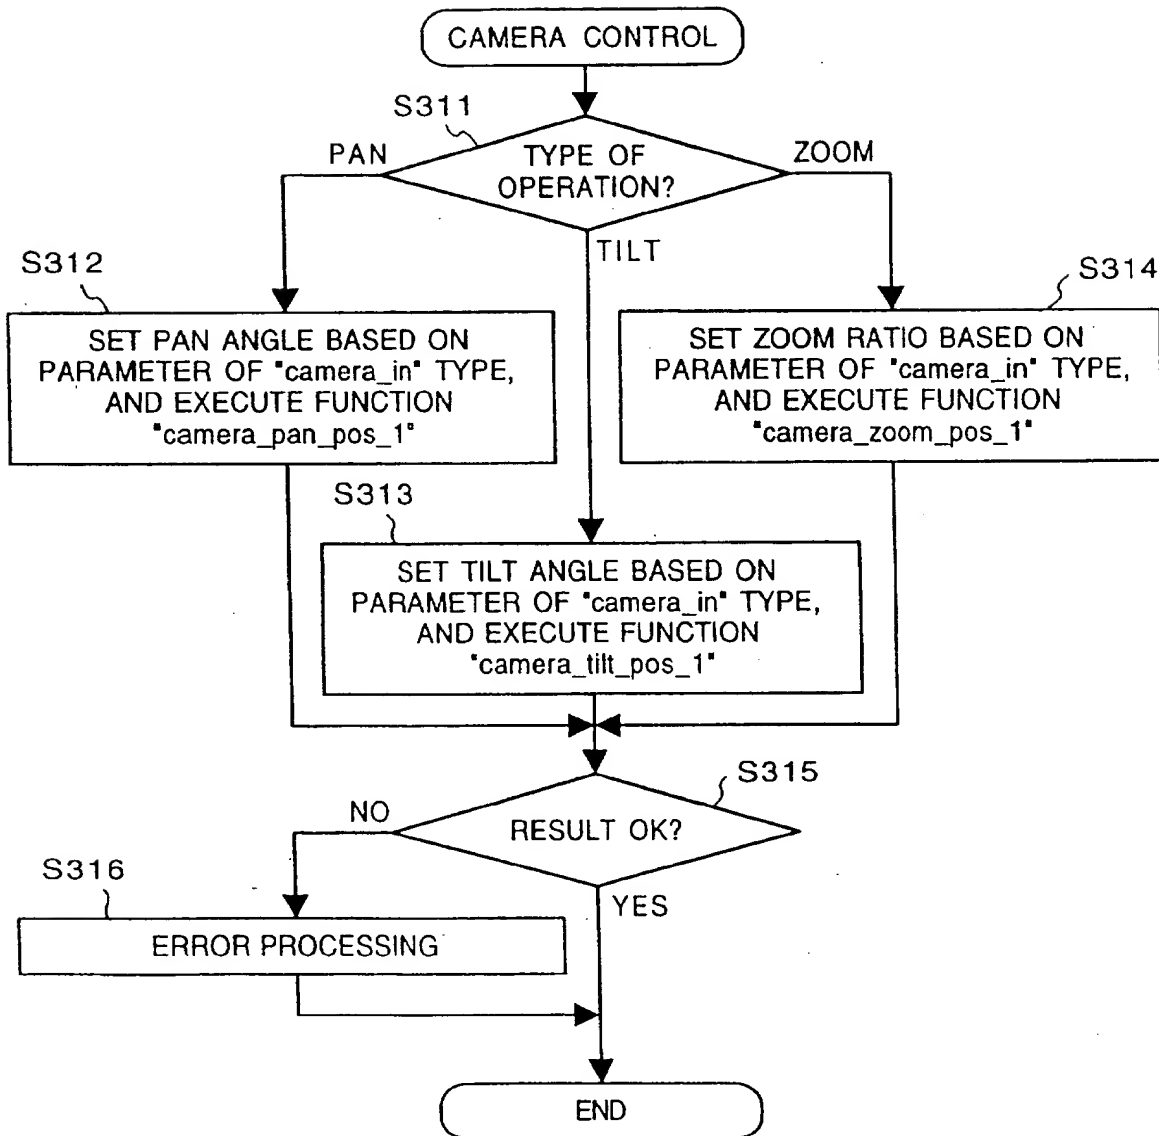 CAMERA CONTROL
S311
PAN
TYPE OF
OPERATION?
ZOOM
TILT
S312
SET PAN ANGLE BASED ON
PARAMETER OF "camera_in" TYPE,
AND EXECUTE FUNCTION
"camera_pan_pos_1"
S314
SET ZOOM RATIO BASED ON
PARAMETER OF "camera_in" TYPE,
AND EXECUTE FUNCTION
"camera_zoom_pos_1"
S313
SET TILT ANGLE BASED ON
PARAMETER OF "camera_in" TYPE,
AND EXECUTE FUNCTION
"camera_tilt_pos_1"
S315
NO
RESULT OK?
YES
S316
ERROR PROCESSING
END